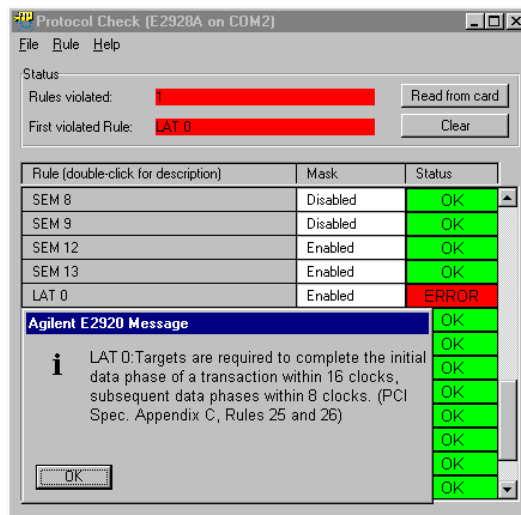 Protocol Check (E2928A on COM2)
File Rule Help
Status
Rules violated: 1 Read from card
First violated Rule: LAT 0 Clear
Rule (double-click for description) Mask Status
SEM 8 Disabled OK
SEM 9 Disabled OK
SEM 12 Enabled OK
SEM 13 Enabled OK
LAT 0 Enabled ERROR
Agilent E2920 Message OK
OK
LAT 0:Targets are required to complete the initial
data phase of a transaction within 16 clocks, OK
subsequent data phases within 8 clocks. (PCI OK
Spec. Appendix C, Rules 25 and 26) OK
OK
OK OK
OK